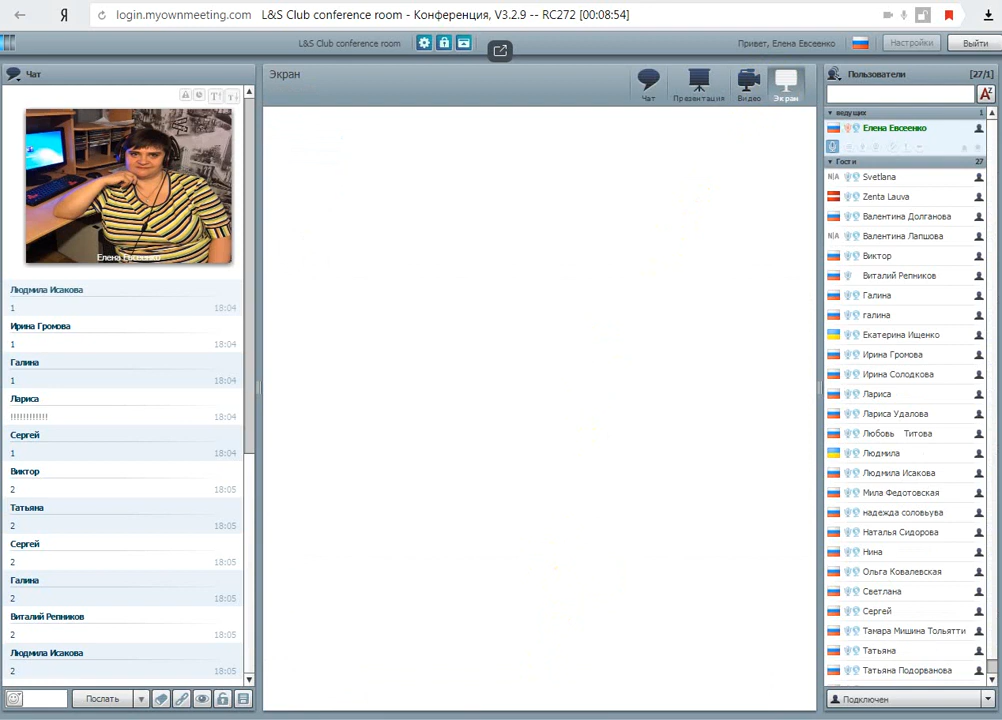 login.myownmeeting.com L&S Club conference room - Конференция, V3.2.9 -- RC272 [00:08:54]
L&S Club conference room
Привет, Елена Евсеенко
Настройки
Выйти
Чат
Елена Евсеенко
Людмила Исакова
1 18:04
Ирина Громова
1 18:04
Галина
1 18:04
Лариса
!!!!!!!!!!!! 18:04
Сергей
1 18:04
Виктор
2 18:05
Татьяна
2 18:05
Сергей
2 18:05
Галина
2 18:05
Виталий Репников
2 18:05
Людмила Исакова
2 18:05
Послать
Экран
Чат
Презентация
Видео
Экран
Пользователи [27/1]
ведущих 1
Елена Евсеенко
Гости 27
N|A Svetlana
Zenta Lauva
Валентина Долганова
N|A Валентина Лапшова
Виктор
Виталий Репников
Галина
галина
Екатерина Ищенко
Ирина Громова
Ирина Солодкова
Лариса
Лариса Удалова
Любовь Титова
Людмила
Людмила Исакова
Мила Федотовская
надежда соловьува
Наталья Сидорова
Нина
Ольга Ковалевская
Светлана
Сергей
Тамара Мишина Тольятти
Татьяна
Татьяна Подорванова
Подключен